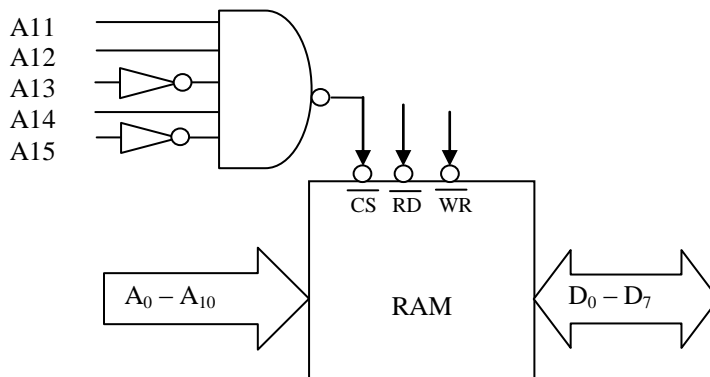 A11
A12
A13
A14
A15
CS RD WR
A₀ – A₁₀
RAM
D₀ – D₇